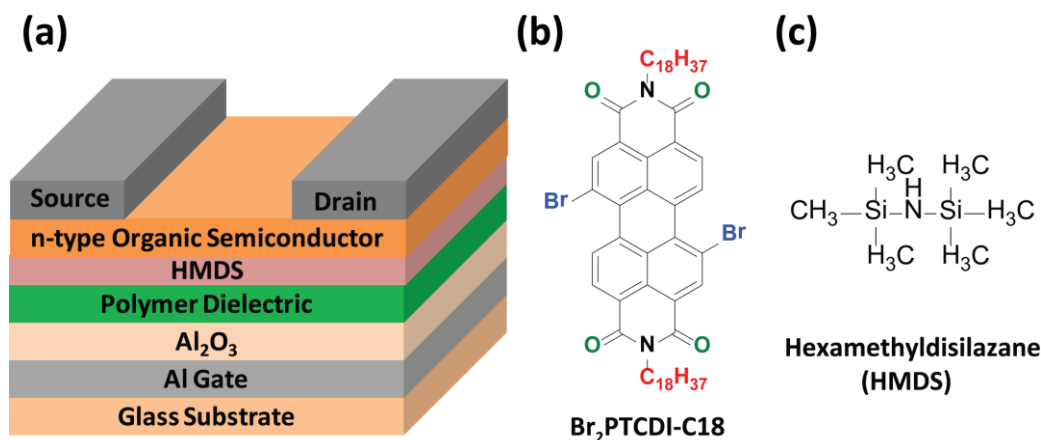 (a)
Source
Drain
n-type Organic Semiconductor
HMDS
Polymer Dielectric
Al₂O₃
Al Gate
Glass Substrate
(b)
C₁₈H₃₇
O N O
Br
Br
O N O
C₁₈H₃₇
Br₂PTCDI-C18
(c)
H₃C H₃C
H
CH₃ Si N Si H₃C
H₃C H₃C
Hexamethyldisilazane
(HMDS)